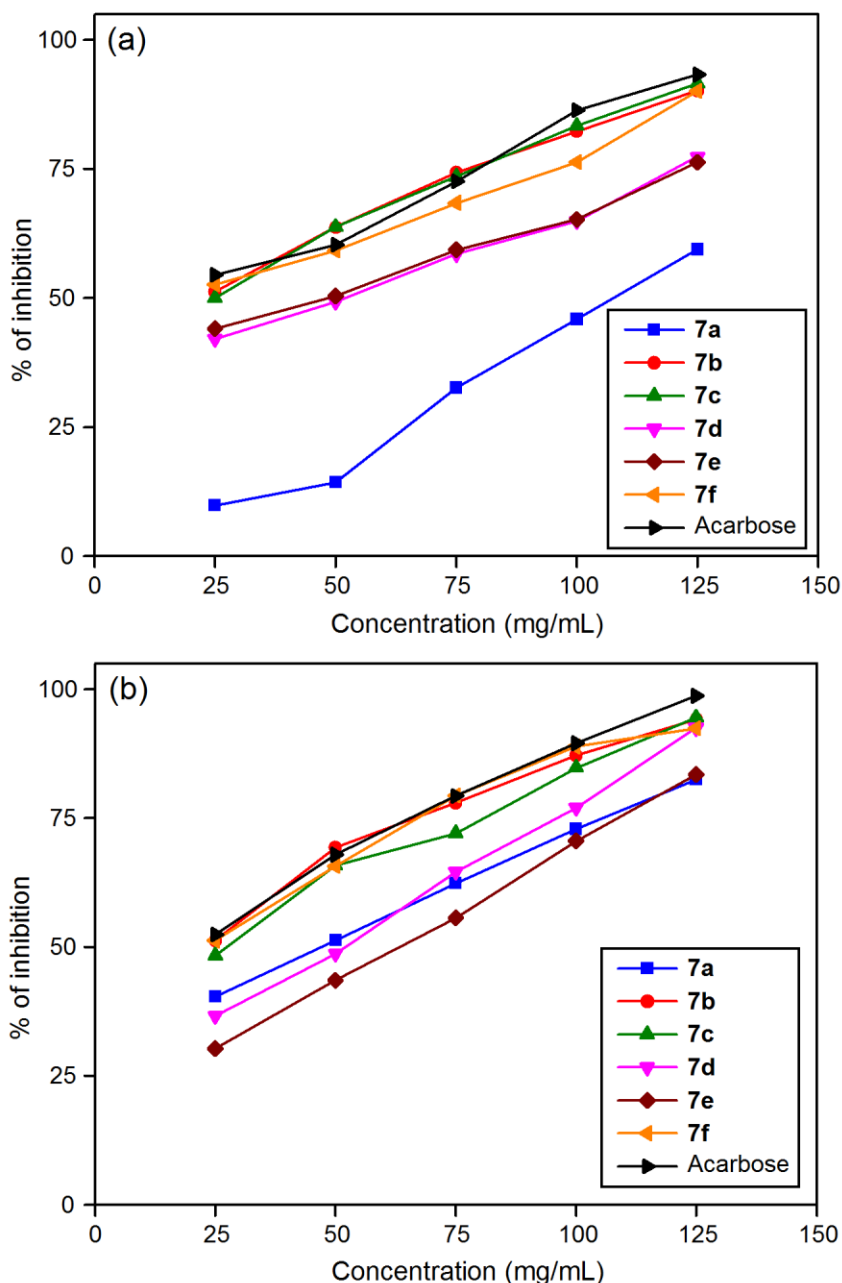 (a)
100
75
50
25
0
% of inhibition
7a
7b
7c
7d
7e
7f
Acarbose
0 25 50 75 100 125 150
Concentration (mg/mL)
(b)
100
75
50
25
0
% of inhibition
7a
7b
7c
7d
7e
7f
Acarbose
0 25 50 75 100 125 150
Concentration (mg/mL)